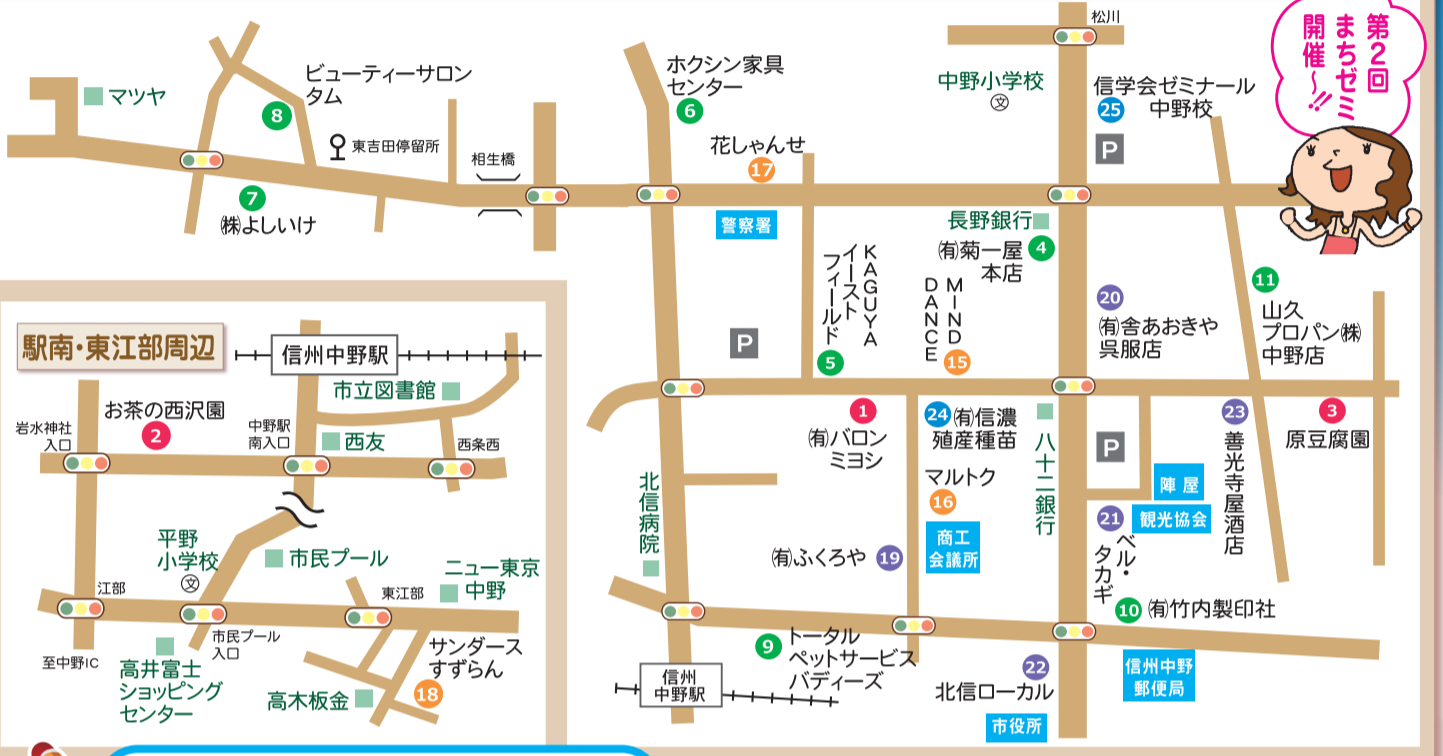 第2回
まちゼミ
開催〜!!
松川
マツヤ
8
ビューティーサロン
タム
東吉田停留所
相生橋
7
㈱よしいけ
ホクシン家具
センター
6
花しゃんせ
17
警察署
中野小学校
文
信学会ゼミナール
25
中野校
P
長野銀行
㈲菊一屋
本店
4
KAGUYA
イースト
フィールド
5
P
MIND
DANCE
15
20
㈲舎あおきや
呉服店
11
山久
プロパン㈱
中野店
1
㈲バロン
ミヨシ
24
㈲信濃
殖産種苗
マルトク
16
商工
会議所
八十二銀行
P
陣屋
観光協会
23
善光寺屋酒店
3
原豆腐園
北信病院
㈲ふくろや
19
21
ベル・
タカギ
10
㈲竹内製印社
9
トータル
ペットサービス
バディーズ
信州
中野駅
22
北信ローカル
市役所
信州中野
郵便局
駅南・東江部周辺
信州中野駅
市立図書館
お茶の西沢園
2
岩水神社
入口
中野駅
南入口
西友
西条西
平野
小学校
文
市民プール
ニュー東京
中野
江部
東江部
市民プール
入口
至中野IC
高井富士
ショッピング
センター
高木板金
サンダース
すずらん
18